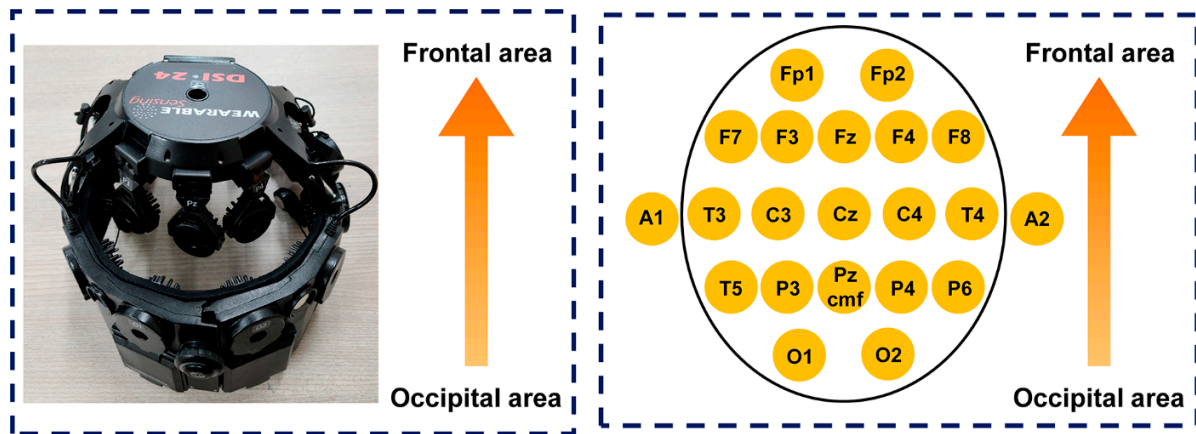 Frontal area
DSI-24
WEARABLE
Sensing
Pz
Occipital area
Frontal area
Fp1 Fp2
F7 F3 Fz F4 F8
A1 T3 C3 Cz C4 T4 A2
T5 P3 Pz P4 P6
cmf
O1 O2
Occipital area